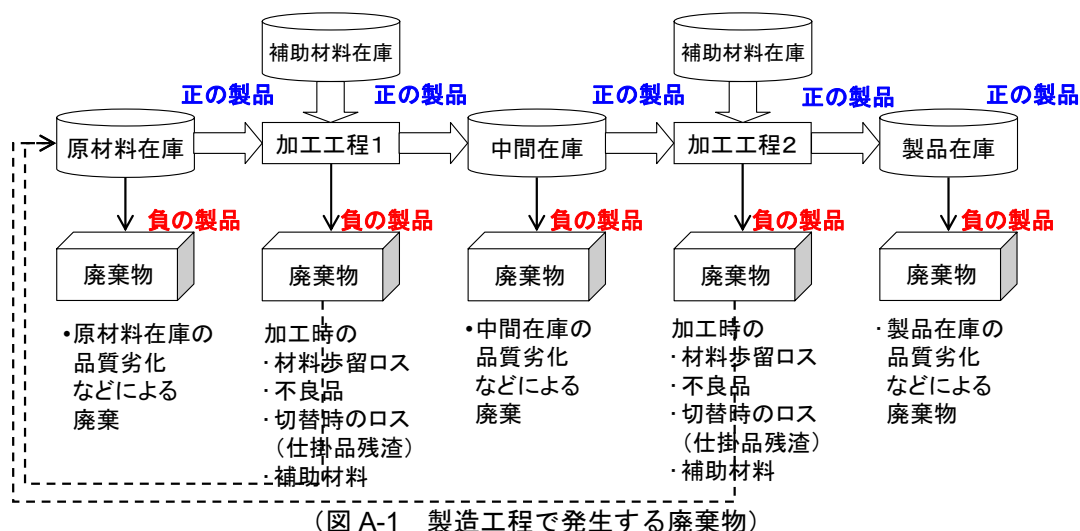 補助材料在庫
補助材料在庫
正の製品
正の製品
正の製品
正の製品
正の製品
原材料在庫
加工工程1
中間在庫
加工工程2
製品在庫
負の製品
負の製品
負の製品
負の製品
負の製品
廃棄物
廃棄物
廃棄物
廃棄物
廃棄物
•原材料在庫の
品質劣化
などによる
廃棄
加工時の
・材料歩留ロス
・不良品
・切替時のロス
(仕掛品残渣)
・補助材料
•中間在庫の
品質劣化
などによる
廃棄
加工時の
・材料歩留ロス
・不良品
・切替時のロス
(仕掛品残渣)
・補助材料
・製品在庫の
品質劣化
などによる
廃棄物
(図 A-1 製造工程で発生する廃棄物)